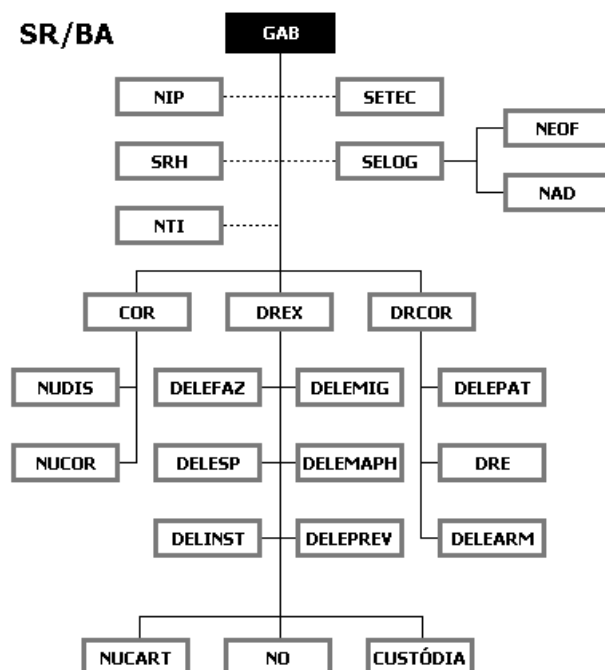 SR/BA
GAB
NIP
SETEC
NEOF
SRH
SELOG
NAD
NTI
COR
DREX
DRCOR
NUDIS
DELEFAZ
DELEMIG
DELEPAT
NUCOR
DELESP
DELEMAPH
DRE
DELINST
DELEPREV
DELEARM
NUCART
NO
CUSTÓDIA